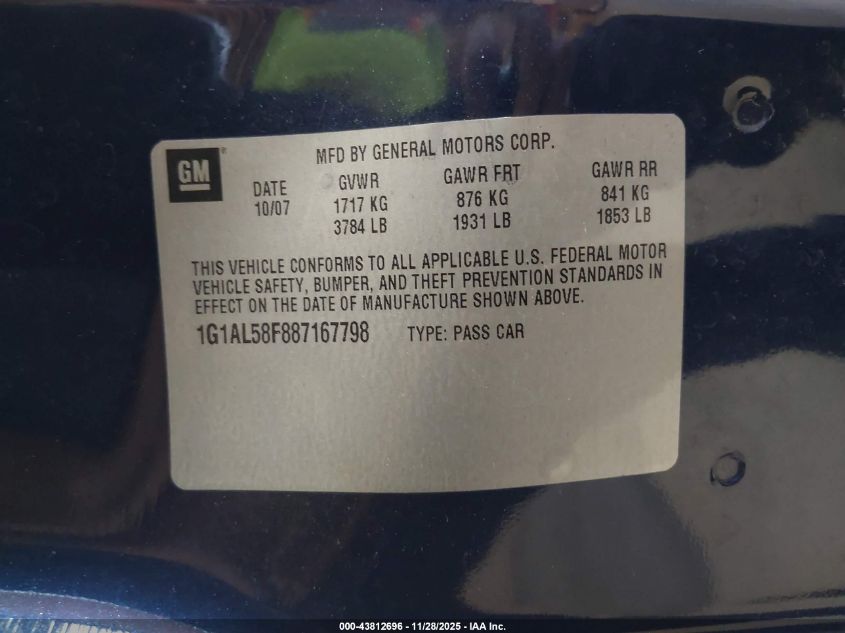 GM
MFD BY GENERAL MOTORS CORP.
DATE GVWR GAWR FRT GAWR RR
10/07 1717 KG 876 KG 841 KG
3784 LB 1931 LB 1853 LB
THIS VEHICLE CONFORMS TO ALL APPLICABLE U.S. FEDERAL MOTOR
VEHICLE SAFETY, BUMPER, AND THEFT PREVENTION STANDARDS IN
EFFECT ON THE DATE OF MANUFACTURE SHOWN ABOVE.
1G1AL58F887167798 TYPE: PASS CAR
000-43812696 - 11/28/2025 - IAA Inc.